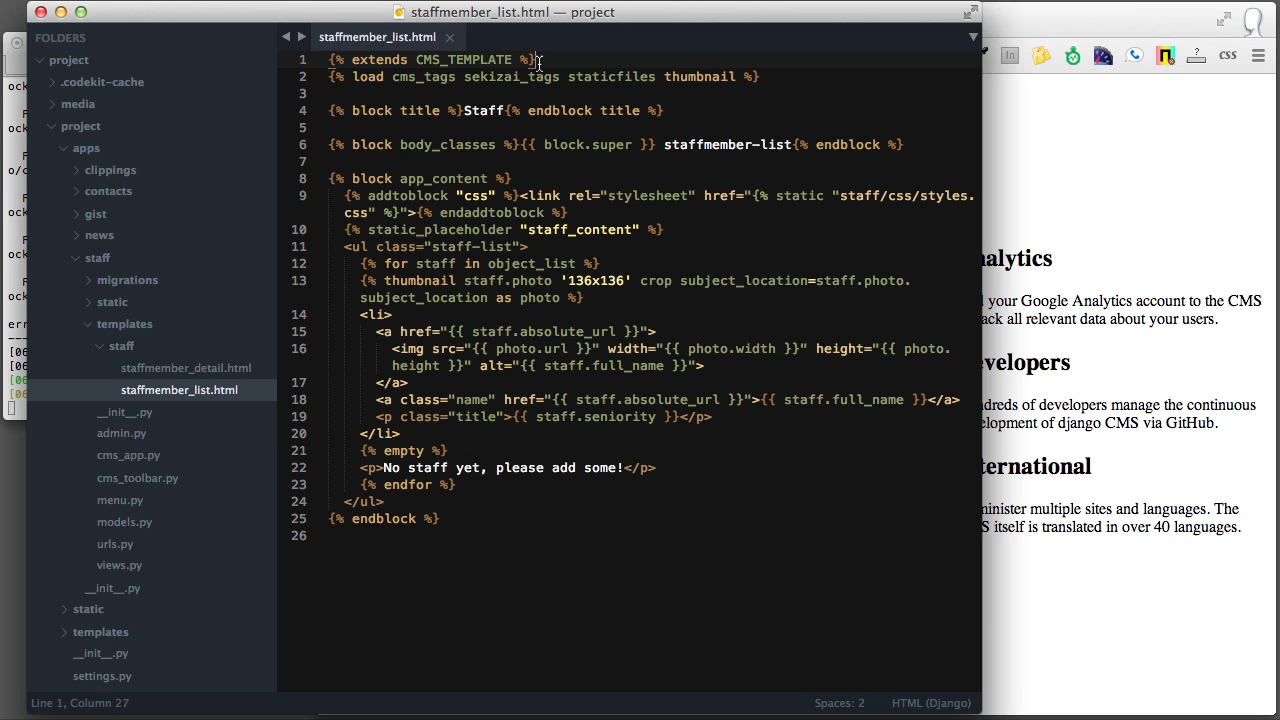 staffmember_list.html — project
FOLDERS
project
.codekit-cache
media
project
apps
clippings
contacts
gist
news
staff
migrations
static
templates
staff
staffmember_detail.html
staffmember_list.html
__init__.py
admin.py
cms_app.py
cms_toolbar.py
menu.py
models.py
urls.py
views.py
__init__.py
static
templates
__init__.py
settings.py
staffmember_list.html
1 {% extends CMS_TEMPLATE %}
2 {% load cms_tags sekizai_tags staticfiles thumbnail %}
3
4 {% block title %}Staff{% endblock title %}
5
6 {% block body_classes %}{{ block.super }} staffmember-list{% endblock %}
7
8 {% block app_content %}
9 {% addtoblock "css" %}<link rel="stylesheet" href="{% static "staff/css/styles.
css" %}">{% endaddtoblock %}
10 {% static_placeholder "staff_content" %}
11 <ul class="staff-list">
12 {% for staff in object_list %}
13 {% thumbnail staff.photo '136x136' crop subject_location=staff.photo.
subject_location as photo %}
14 <li>
15 <a href="{{ staff.absolute_url }}">
16 <img src="{{ photo.url }}" width="{{ photo.width }}" height="{{ photo.
height }}" alt="{{ staff.full_name }}">
17 </a>
18 <a class="name" href="{{ staff.absolute_url }}">{{ staff.full_name }}</a>
19 <p class="title">{{ staff.seniority }}</p>
20 </li>
21 {% empty %}
22 <p>No staff yet, please add some!</p>
23 {% endfor %}
24 </ul>
25 {% endblock %}
26
Line 1, Column 27
Spaces: 2
HTML (Django)
css
alytics
your Google Analytics account to the CMS
ack all relevant data about your users.
velopers
dreds of developers manage the continuous
elopment of django CMS via GitHub.
ternational
minister multiple sites and languages. The
S itself is translated in over 40 languages.